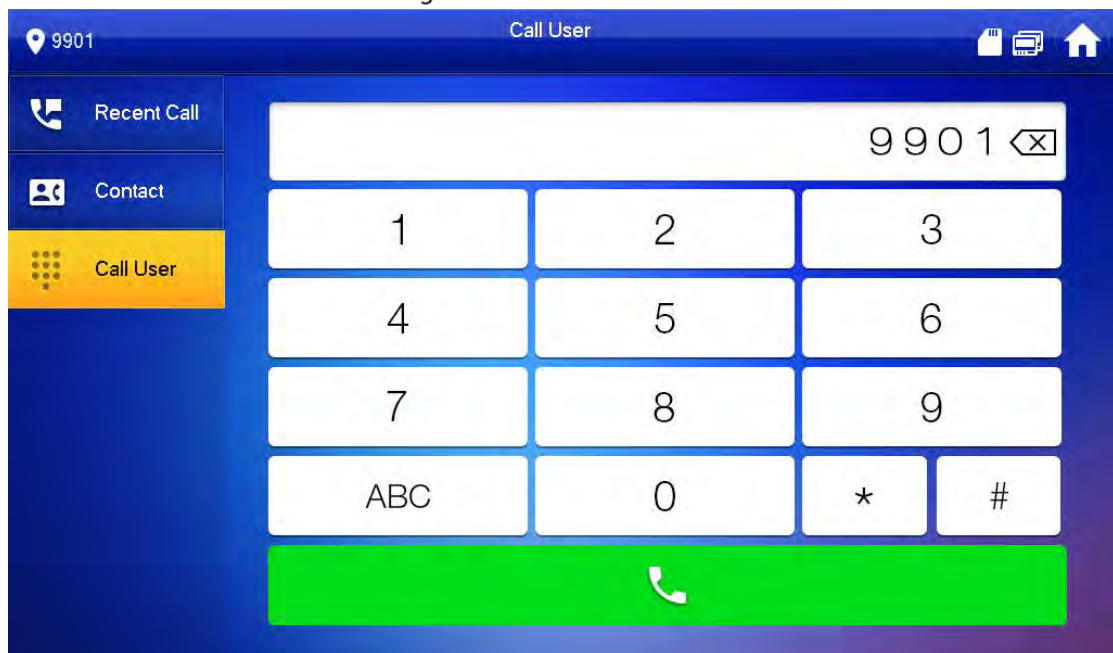 9901
Call User
Recent Call
Contact
Call User
9901
1 2 3
4 5 6
7 8 9
ABC 0 * #